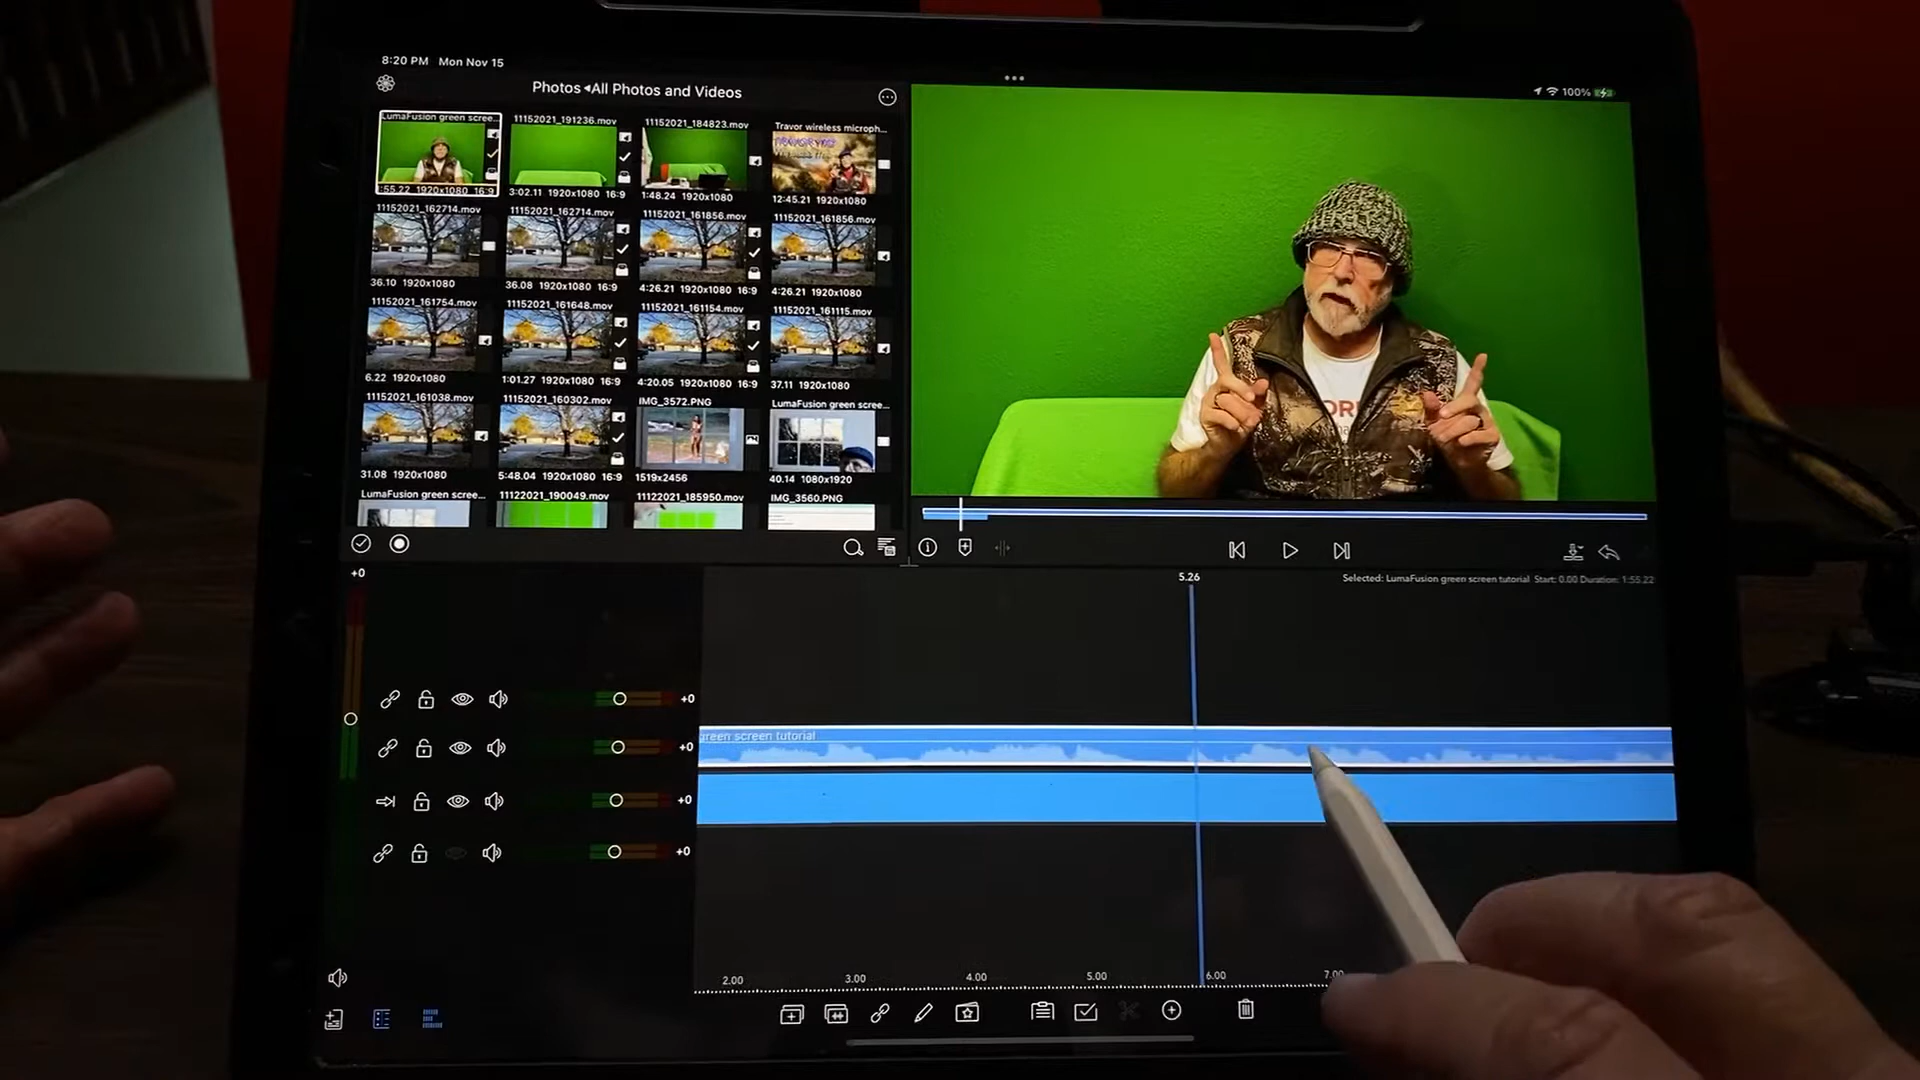 8:20 PM Mon Nov 15
Photos ◂All Photos and Videos
100%
LumaFusion green scree...
11152021_191236.mov
11152021_184823.mov
Travor wireless microph...
1:55.22 1920x1080 16:9
3:02.11 1920x1080 16:9
1:48.24 1920x1080
12:45.21 1920x1080
11152021_162714.mov
11152021_162714.mov
11152021_161856.mov
11152021_161856.mov
36.10 1920x1080
36.08 1920x1080 16:9
4:26.21 1920x1080 16:9
4:26.21 1920x1080
11152021_161754.mov
11152021_161648.mov
11152021_161154.mov
11152021_161115.mov
6.22 1920x1080
1:01.27 1920x1080 16:9
4:20.05 1920x1080 16:9
37.11 1920x1080
11152021_161038.mov
11152021_160302.mov
IMG_3572.PNG
LumaFusion green scree...
31.08 1920x1080
5:48.04 1920x1080 16:9
1519x2456
40.14 1080x1920
LumaFusion green scree...
11122021_190049.mov
11122021_185950.mov
IMG_3560.PNG
+0
5.26
Selected: LumaFusion green screen tutorial Start: 0.00 Duration: 1:55.22
+0
green screen tutorial
+0
+0
+0
2.00 3.00 4.00 5.00 6.00 7.00